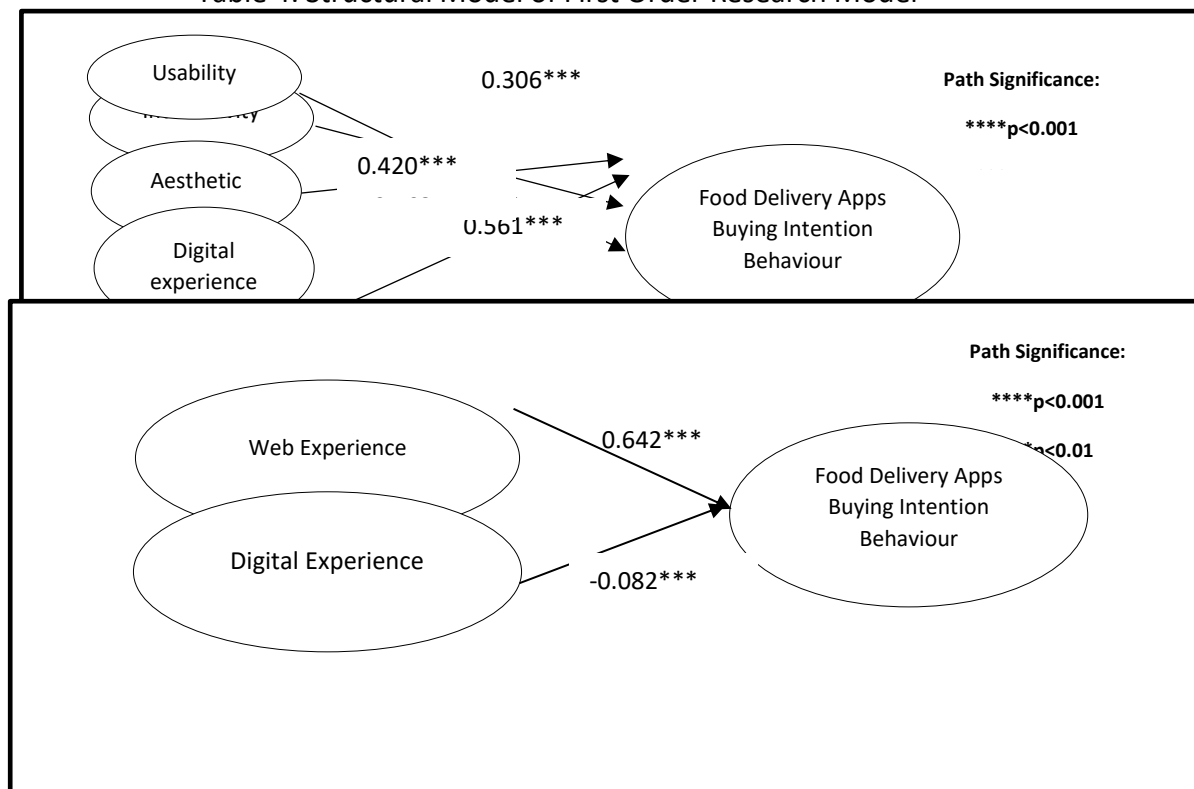 Usability
0.306***
Path Significance:
****p<0.001
0.420***
Aesthetic
Food Delivery Apps
Buying Intention
Behaviour
0.561***
Digital
experience
Path Significance:
****p<0.001
p<0.01
Web Experience
0.642***
Food Delivery Apps
Buying Intention
Behaviour
Digital Experience
-0.082***